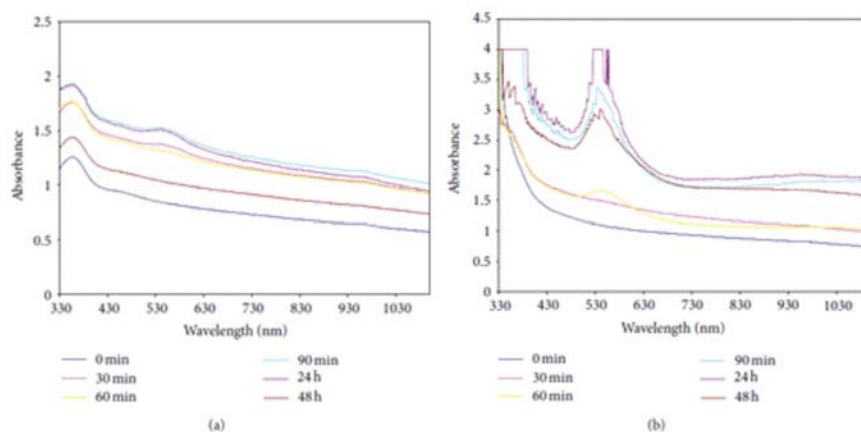 2.5
2
1.5
1
0.5
0
Absorbance
330 430 530 630 730 830 930 1030
Wavelength (nm)
0 min
30 min
60 min
90 min
24 h
48 h
(a)
4.5
4
3.5
3
2.5
2
1.5
1
0.5
0
Absorbance
330 430 530 630 730 830 930 1030
Wavelength (nm)
0 min
30 min
60 min
90 min
24 h
48 h
(b)